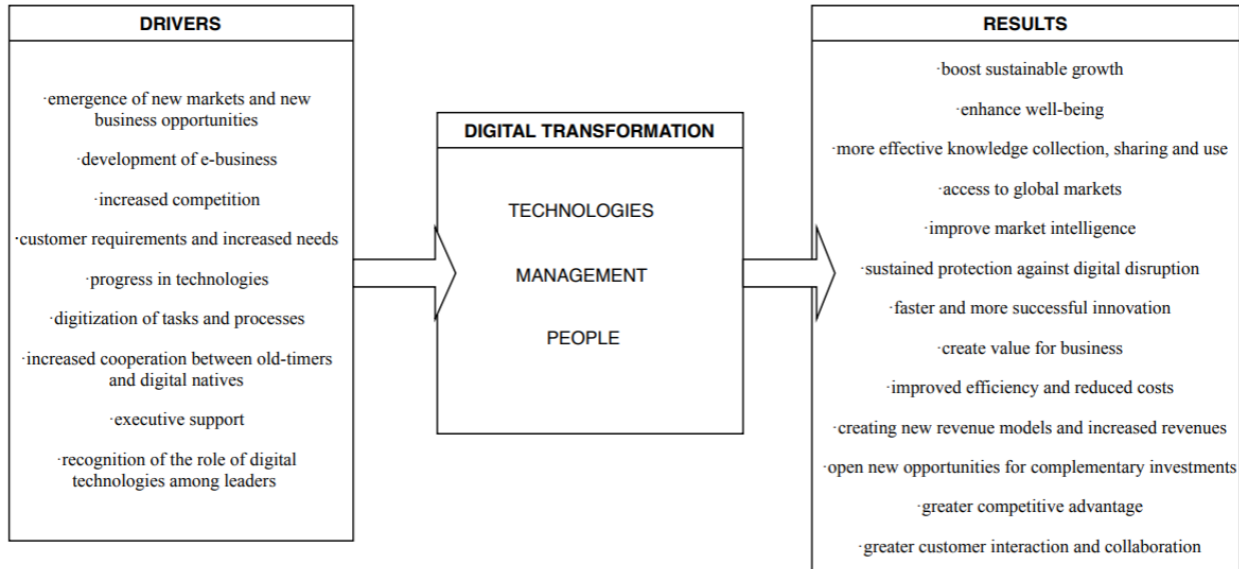 DRIVERS
·emergence of new markets and new
business opportunities
·development of e-business
·increased competition
·customer requirements and increased needs
·progress in technologies
·digitization of tasks and processes
·increased cooperation between old-timers
and digital natives
·executive support
·recognition of the role of digital
technologies among leaders
DIGITAL TRANSFORMATION
TECHNOLOGIES
MANAGEMENT
PEOPLE
RESULTS
·boost sustainable growth
·enhance well-being
·more effective knowledge collection, sharing and use
·access to global markets
·improve market intelligence
·sustained protection against digital disruption
·faster and more successful innovation
·create value for business
·improved efficiency and reduced costs
·creating new revenue models and increased revenues
·open new opportunities for complementary investments
·greater competitive advantage
·greater customer interaction and collaboration